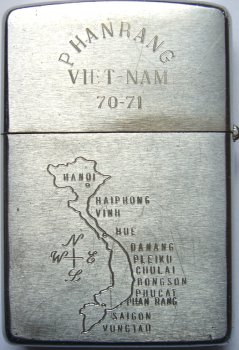 PHANRANG
VIET-NAM
70-71
HANOI
HAIPHONG
VINH
HUE
N
W E
S
DANANG
PLEIKU
CHULAI
BONGSON
PHUCAT
PHAN RANG
SAIGON
VUNGTAU